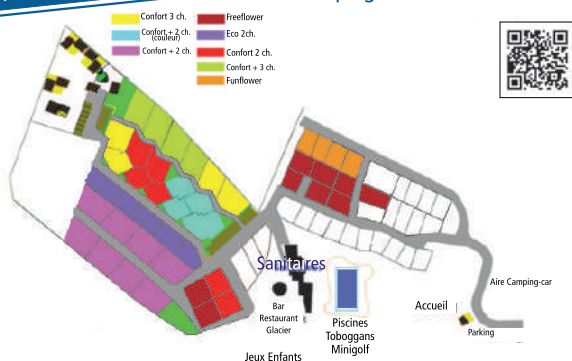 Confort 3 ch.
Confort + 2 ch.
(couleur)
Confort + 2 ch.
Freeflower
Eco 2ch.
Confort 2 ch.
Confort + 3 ch.
Funflower
Sanitaires
Bar
Restaurant
Glacier
Piscines
Toboggans
Minigolf
Jeux Enfants
Accueil
Parking
Aire Camping-car